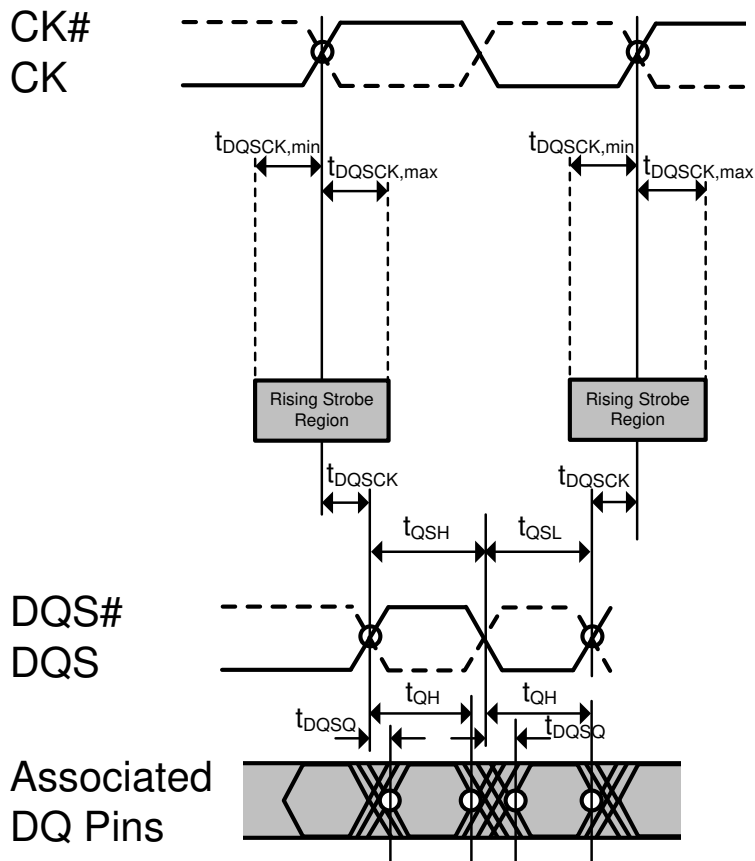 CK#
CK
tDQSCK,min
tDQSCK,max
tDQSCK,min
tDQSCK,max
Rising Strobe
Region
Rising Strobe
Region
tDQSCK
tDQSCK
tQSH
tQSL
DQS#
DQS
tQH
tQH
tDQSQ
tDQSQ
Associated
DQ Pins